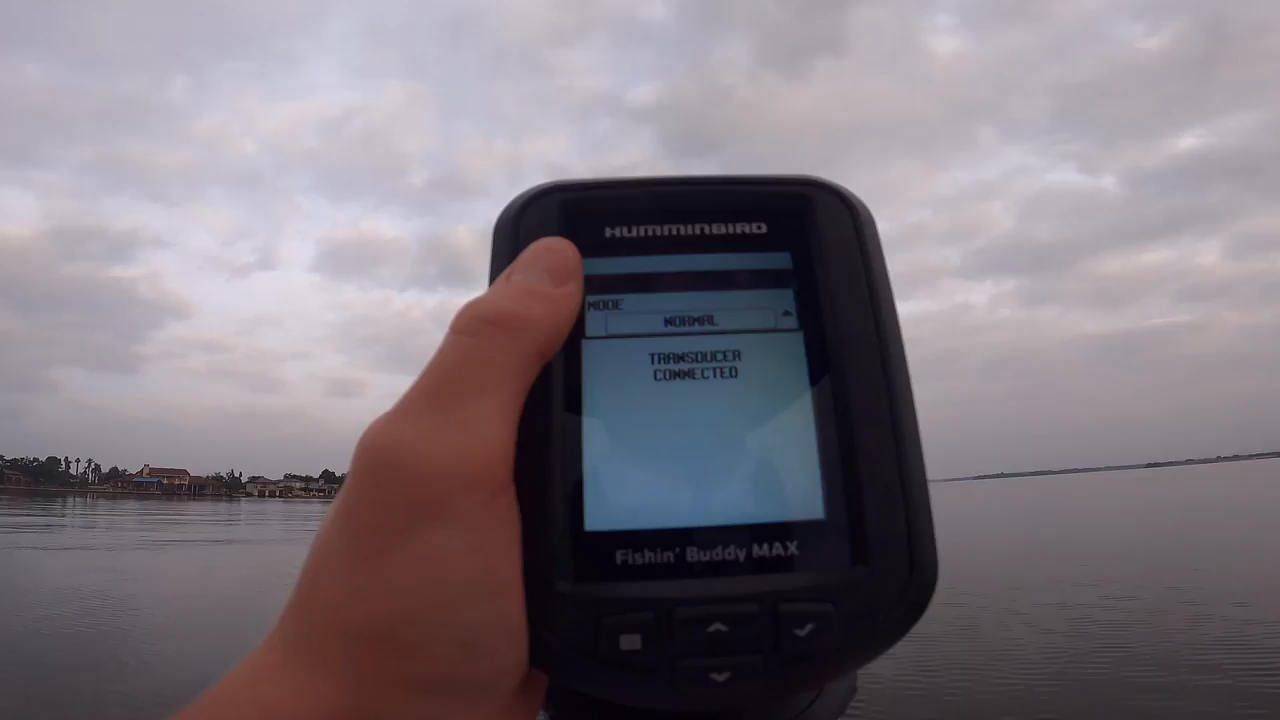 HUMMINBIRD
MODE
NORMAL
TRANSDUCER
CONNECTED
Fishin' Buddy MAX